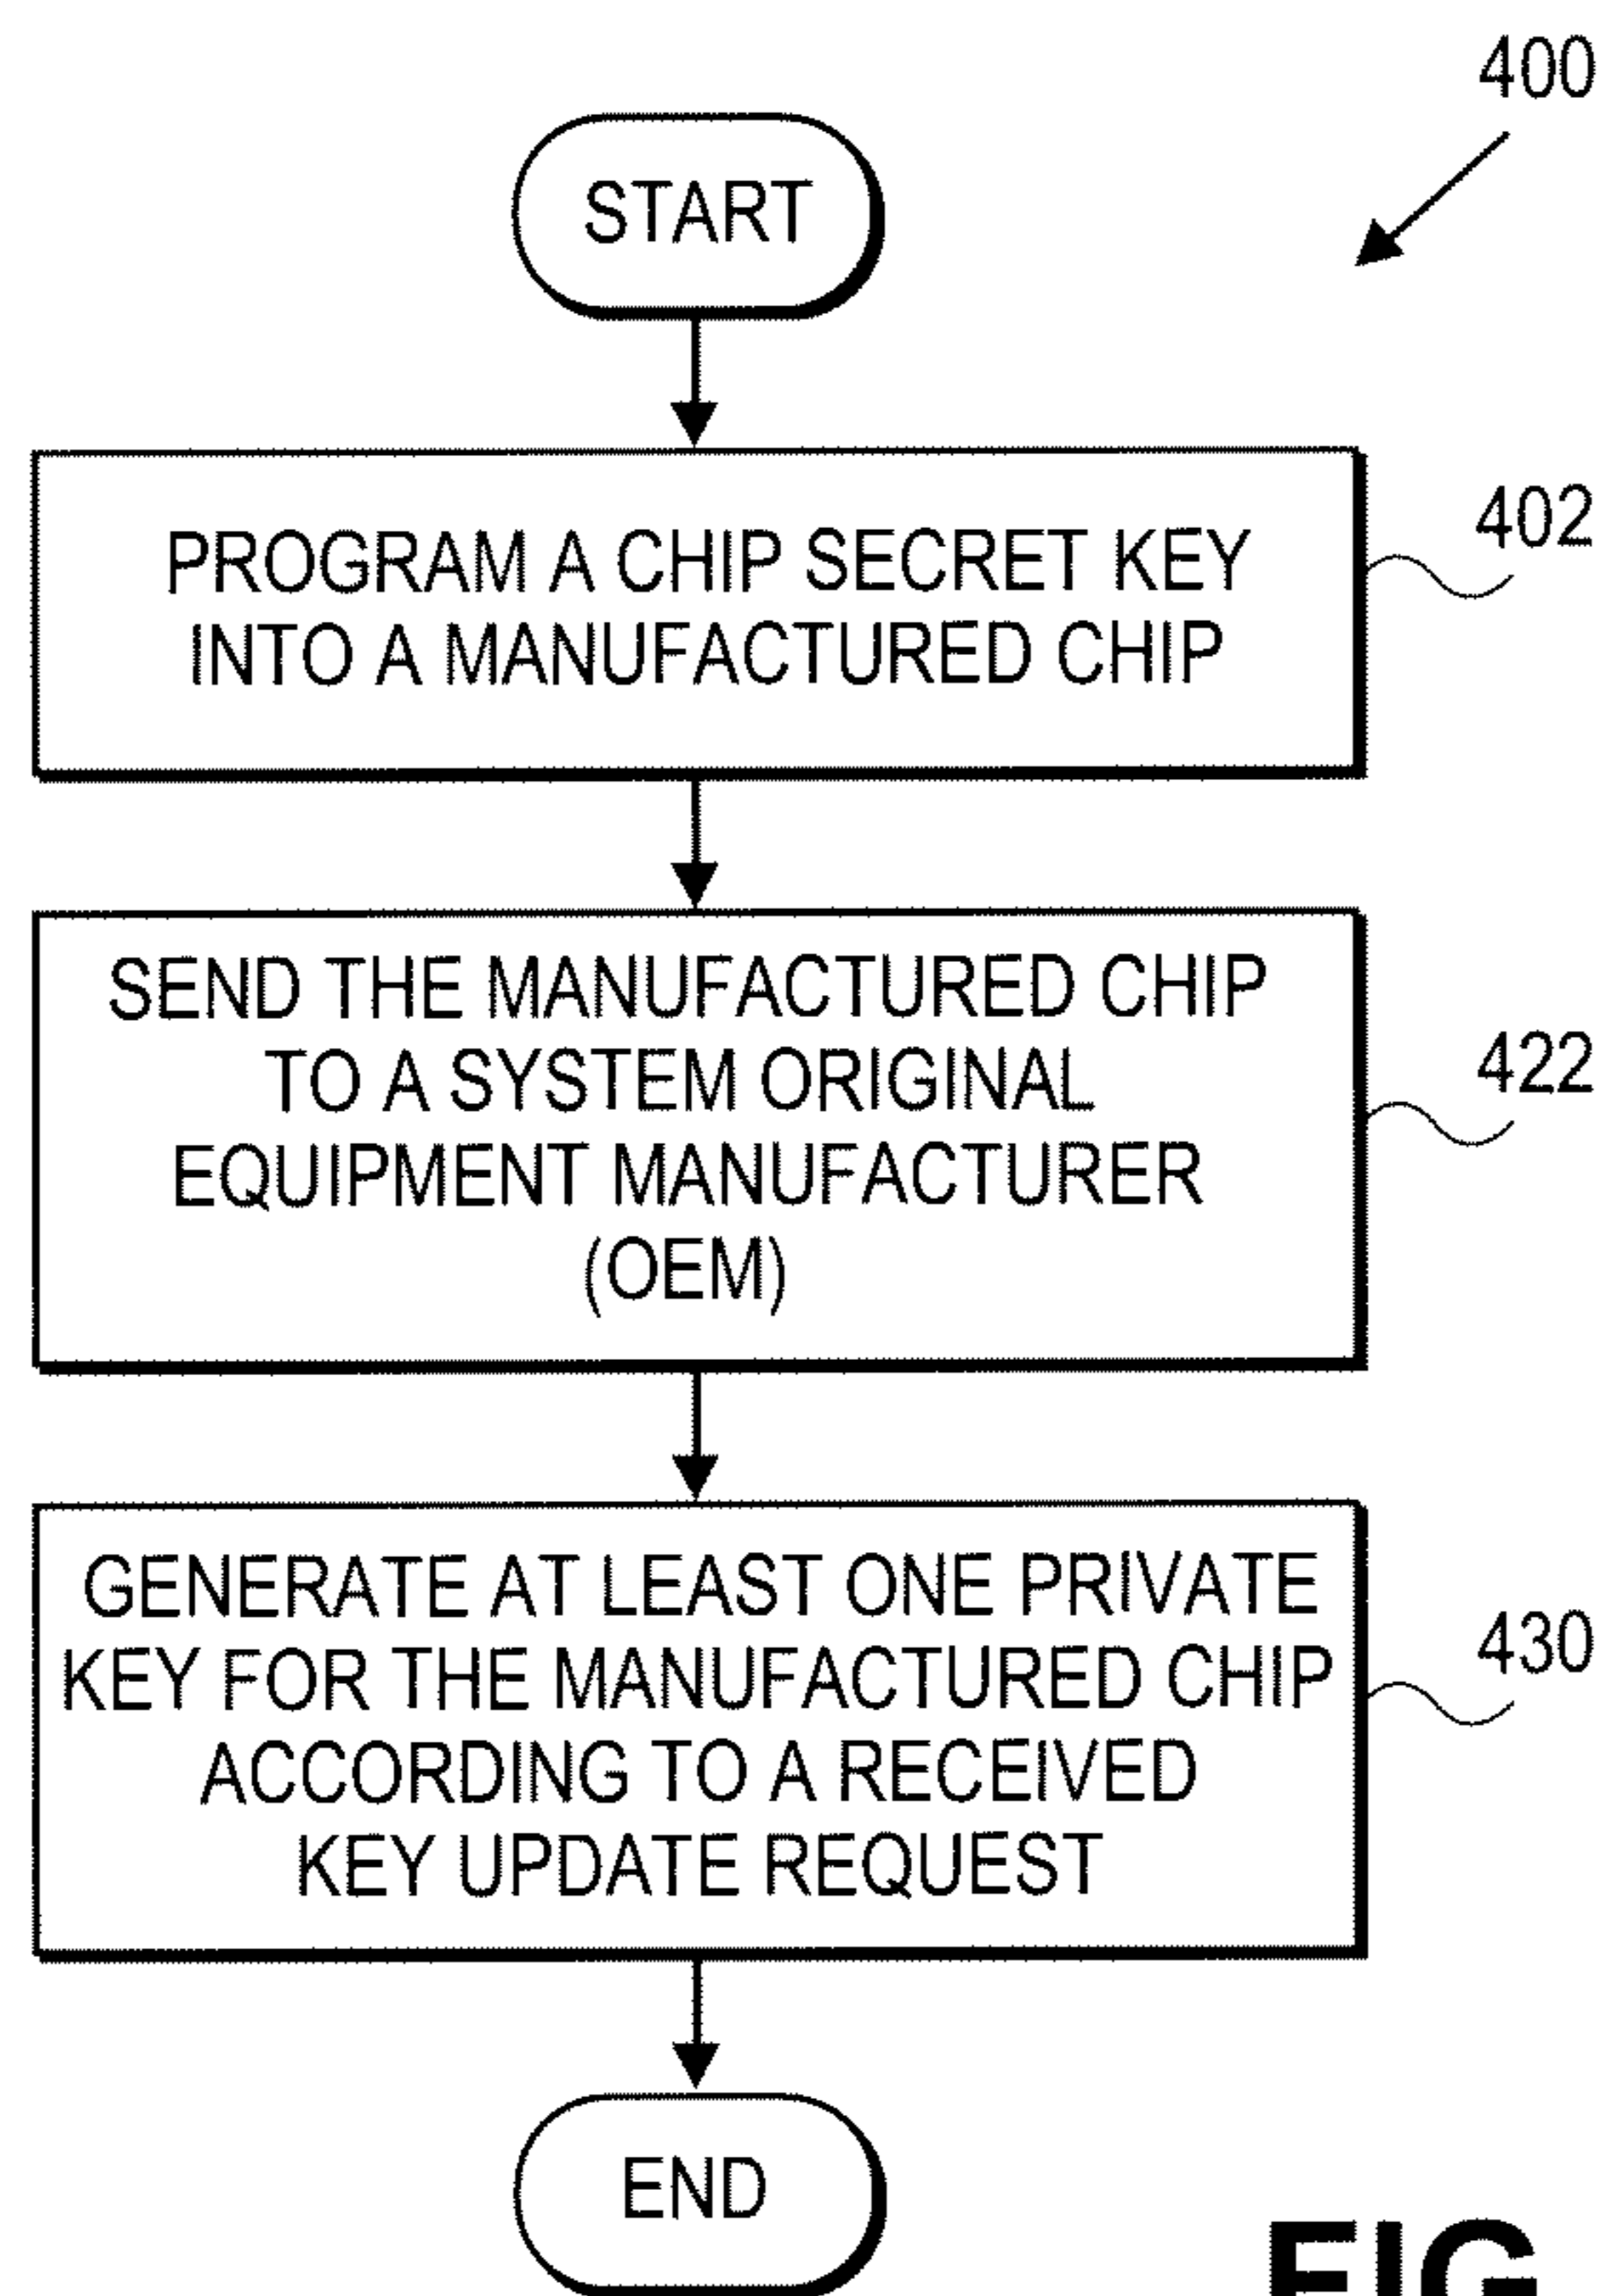 400
START
PROGRAM A CHIP SECRET KEY
INTO A MANUFACTURED CHIP
402
SEND THE MANUFACTURED CHIP
TO A SYSTEM ORIGINAL
EQUIPMENT MANUFACTURER
(OEM)
422
GENERATE AT LEAST ONE PRIVATE
KEY FOR THE MANUFACTURED CHIP
ACCORDING TO A RECEIVED
KEY UPDATE REQUEST
430
END
FIG